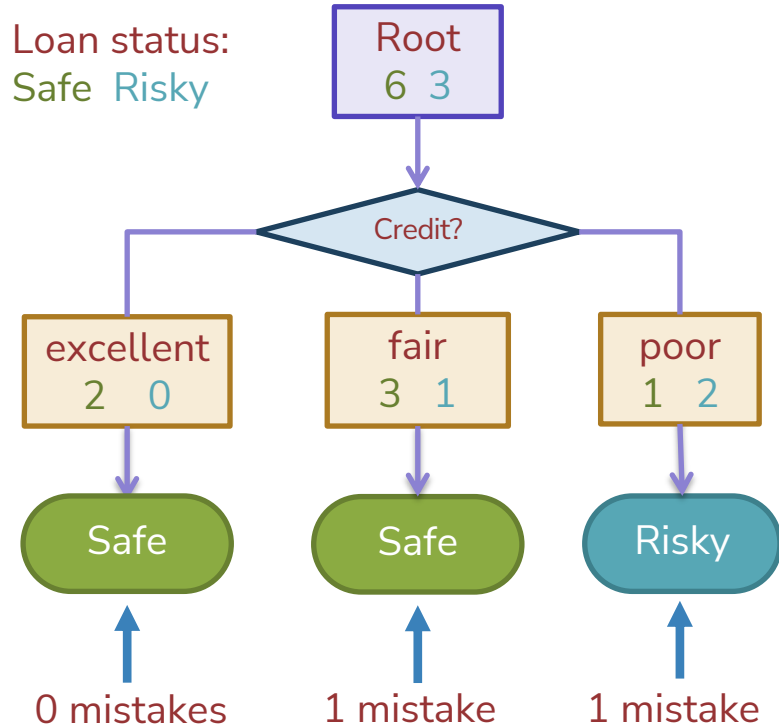 Loan status:
Safe Risky
Root
6 3
Credit?
excellent
2 0
fair
3 1
poor
1 2
Safe
Safe
Risky
0 mistakes
1 mistake
1 mistake